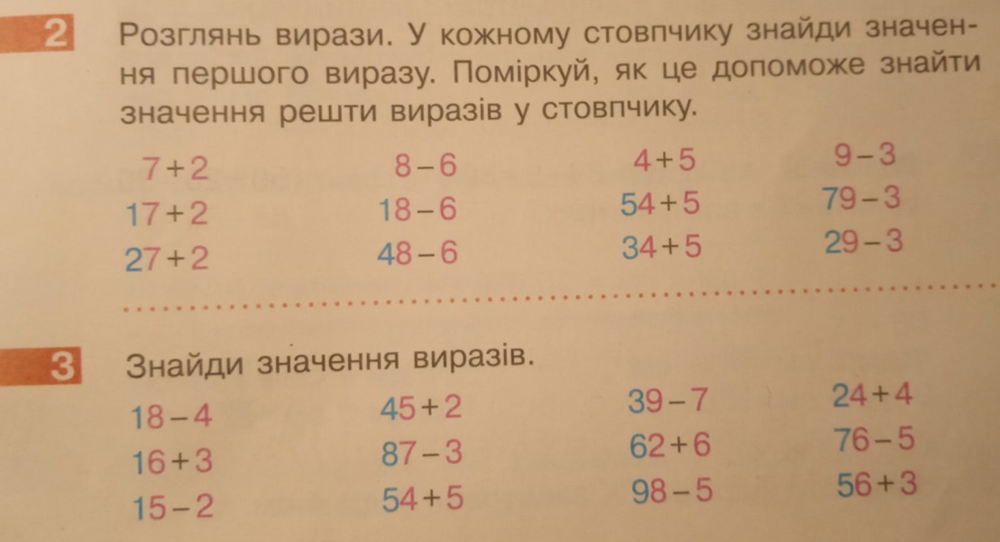 2 Розглянь вирази. У кожному стовпчику знайди значен-
ня першого виразу. Поміркуй, як це допоможе знайти
значення решти виразів у стовпчику.
7+2 8−6 4+5 9−3
17+2 18−6 54+5 79−3
27+2 48−6 34+5 29−3
3 Знайди значення виразів.
18−4 45+2 39−7 24+4
16+3 87−3 62+6 76−5
15−2 54+5 98−5 56+3